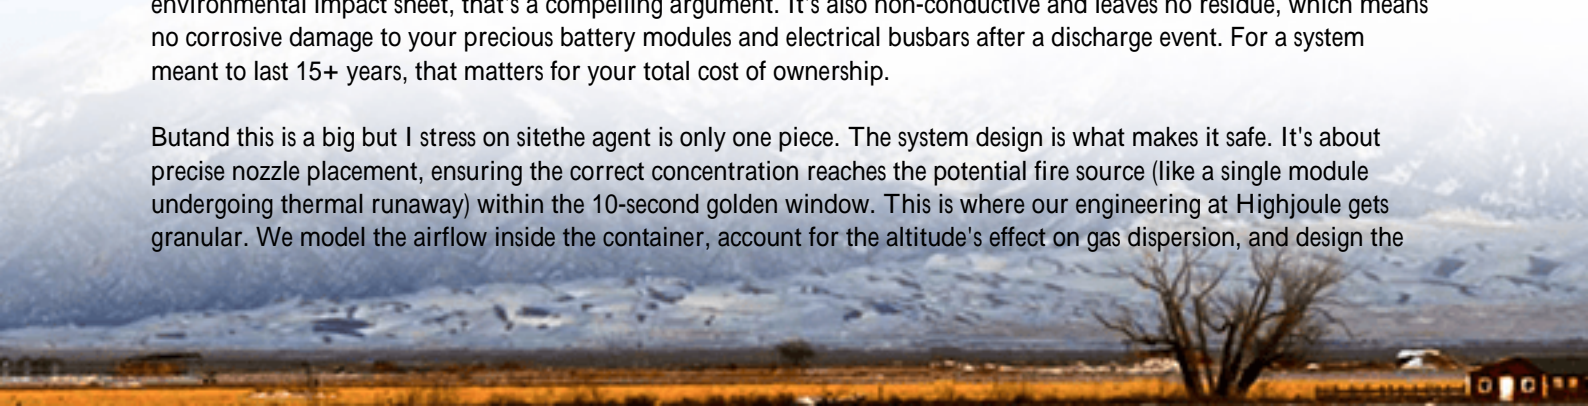 environmental impact sheet, that's a compelling argument. It's also non-conductive and leaves no residue, which means
no corrosive damage to your precious battery modules and electrical busbars after a discharge event. For a system
meant to last 15+ years, that matters for your total cost of ownership.
Butand this is a big but I stress on sitethe agent is only one piece. The system design is what makes it safe. It's about
precise nozzle placement, ensuring the correct concentration reaches the potential fire source (like a single module
undergoing thermal runaway) within the 10-second golden window. This is where our engineering at Highjoule gets
granular. We model the airflow inside the container, account for the altitude's effect on gas dispersion, and design the